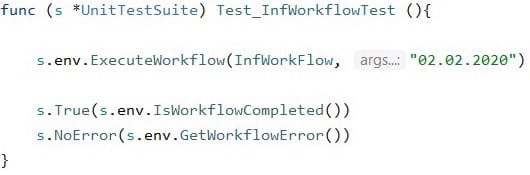 func (s *UnitTestSuite) Test_InfWorkflowTest (){
s.env.ExecuteWorkflow(InfWorkFlow, args...: "02.02.2020")
s.True(s.env.IsWorkflowCompleted())
s.NoError(s.env.GetWorkflowError())
}